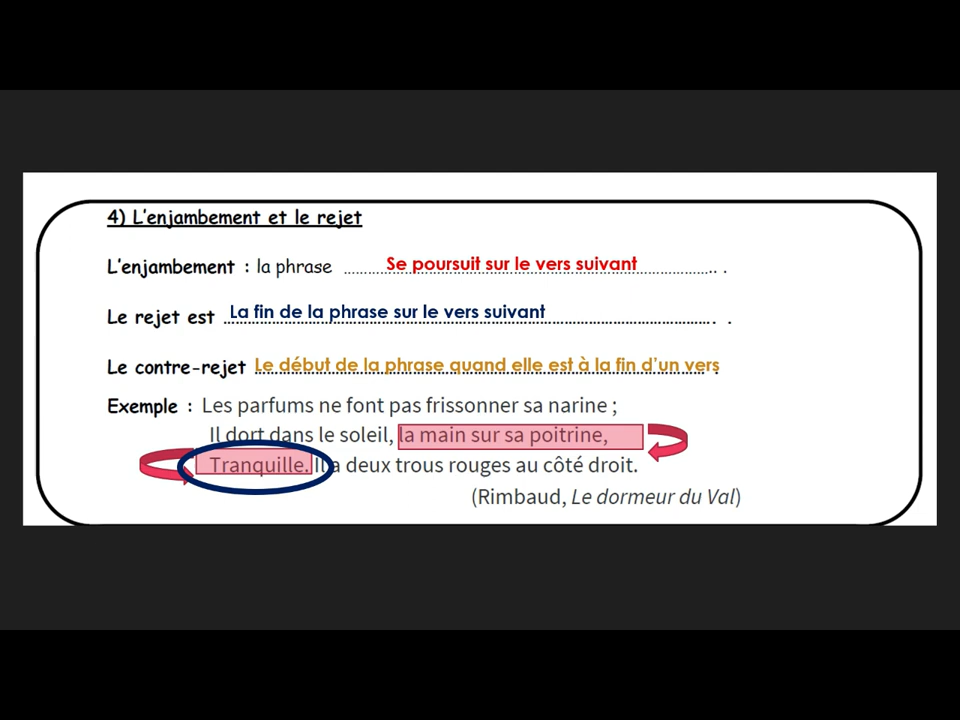 4) L'enjambement et le rejet
L'enjambement : la phrase ........ Se poursuit sur le vers suivant ........ .
Le rejet est La fin de la phrase sur le vers suivant ........ .
Le contre-rejet Le début de la phrase quand elle est à la fin d'un vers .
Exemple : Les parfums ne font pas frissonner sa narine ;
Il dort dans le soleil, la main sur sa poitrine,
Tranquille. Il a deux trous rouges au côté droit.
(Rimbaud, Le dormeur du Val)